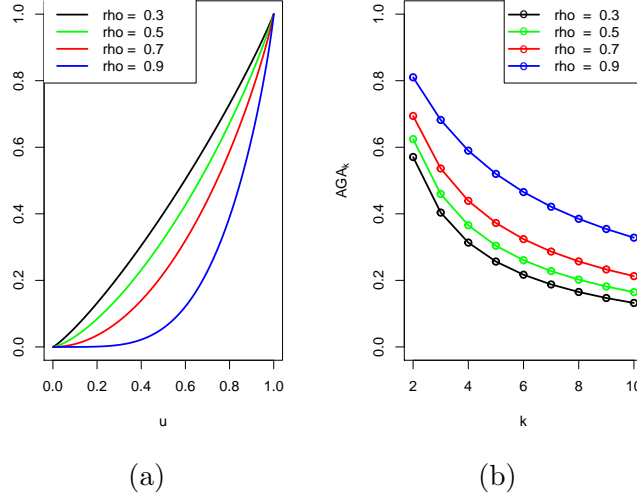 rho = 0.3
rho = 0.5
rho = 0.7
rho = 0.9
0.0 0.2 0.4 0.6 0.8 1.0
0.0 0.2 0.4 0.6 0.8 1.0
u
(a)
rho = 0.3
rho = 0.5
rho = 0.7
rho = 0.9
AGAk
0.0 0.2 0.4 0.6 0.8 1.0
2 4 6 8 10
k
(b)